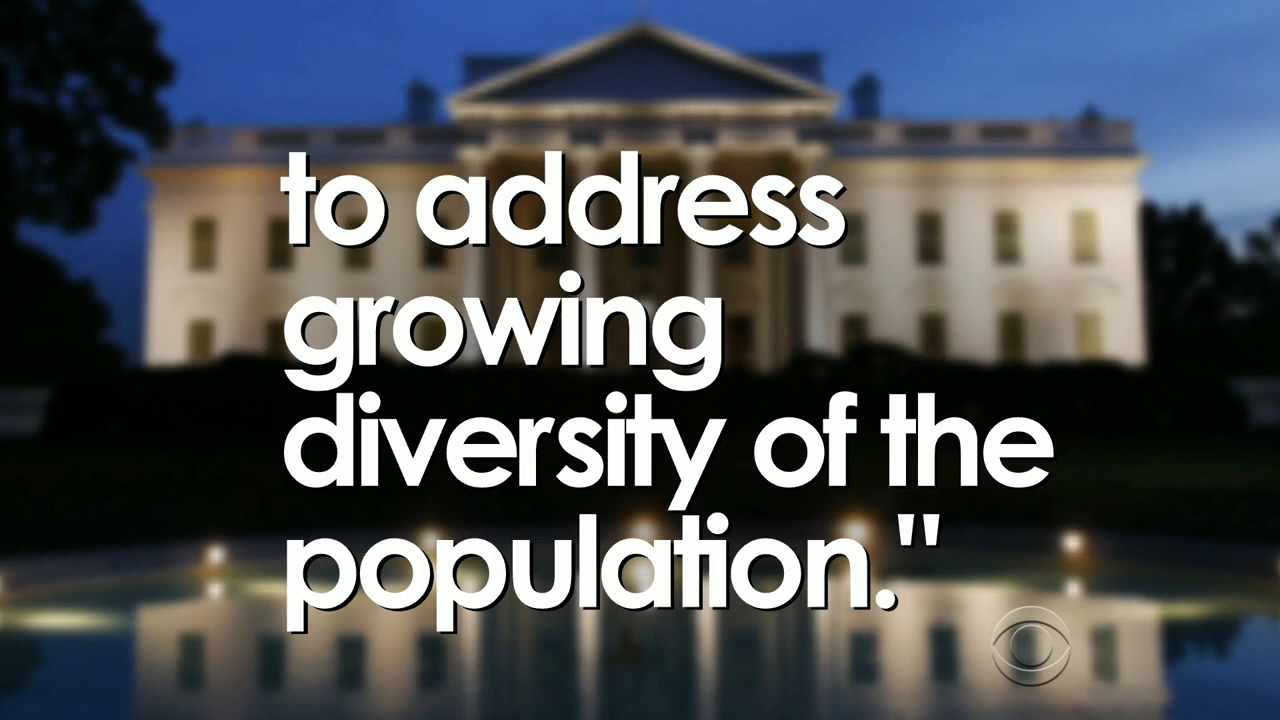 to address
growing
diversity of the
population."